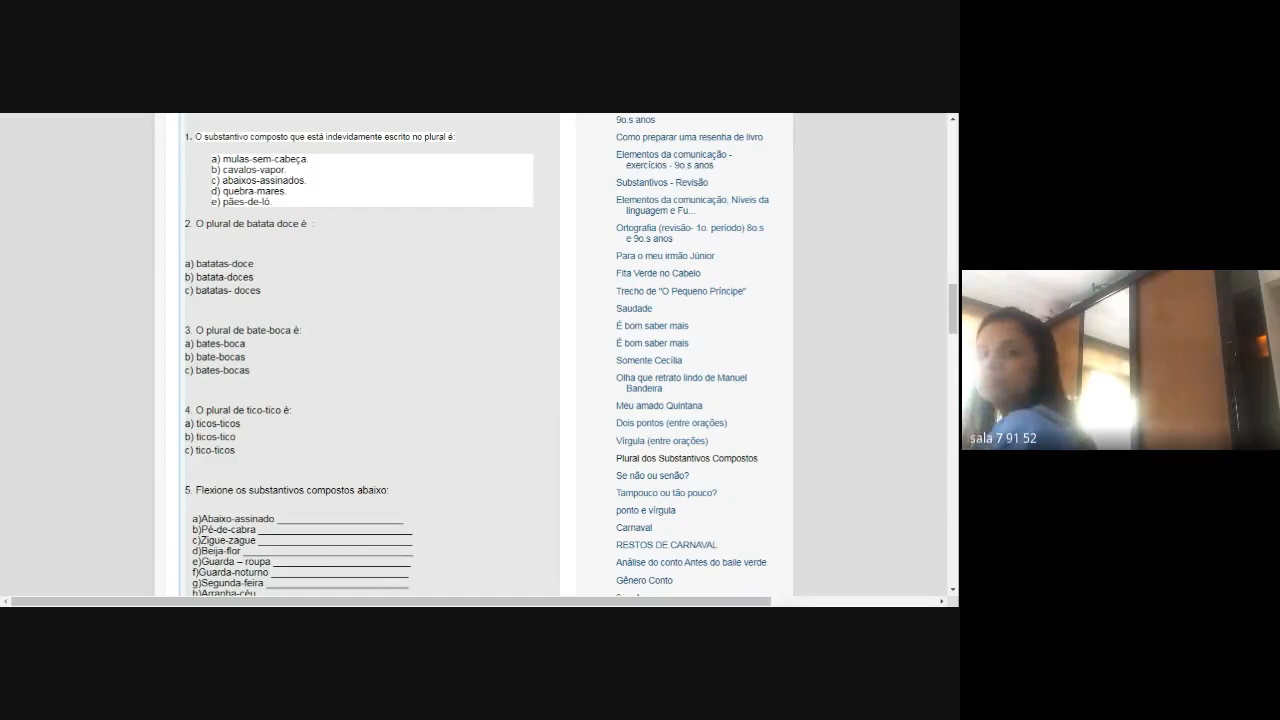 1. O substantivo composto que está indevidamente escrito no plural é:
a) mulas-sem-cabeça.
b) cavalos-vapor.
c) abaixos-assinados.
d) quebra-mares.
e) pães-de-ló.
2. O plural de batata doce é :
a) batatas-doce
b) batata-doces
c) batatas- doces
3. O plural de bate-boca é:
a) bates-boca
b) bate-bocas
c) bates-bocas
4. O plural de tico-tico é:
a) ticos-ticos
b) ticos-tico
c) tico-ticos
5. Flexione os substantivos compostos abaixo:
a)Abaixo-assinado ______________________
b)Pé-de-cabra ___________________________
c)Zigue-zague ___________________________
d)Beija-flor ______________________________
e)Guarda – roupa ________________________
f)Guarda-noturno ________________________
g)Segunda-feira _________________________
h)Arranha-céu
9o.s anos
Como preparar uma resenha de livro
Elementos da comunicação -
exercícios - 9o.s anos
Substantivos - Revisão
Elementos da comunicação, Níveis da
linguagem e Fu...
Ortografia (revisão- 1o. período) 8o.s
e 9o.s anos
Para o meu irmão Júnior
Fita Verde no Cabelo
Trecho de "O Pequeno Príncipe"
Saudade
É bom saber mais
É bom saber mais
Somente Cecília
Olha que retrato lindo de Manuel
Bandeira
Meu amado Quintana
Dois pontos (entre orações)
Vírgula (entre orações)
Plural dos Substantivos Compostos
Se não ou senão?
Tampouco ou tão pouco?
ponto e vírgula
Carnaval
RESTOS DE CARNAVAL
Análise do conto Antes do baile verde
Gênero Conto
sala 7 91 52